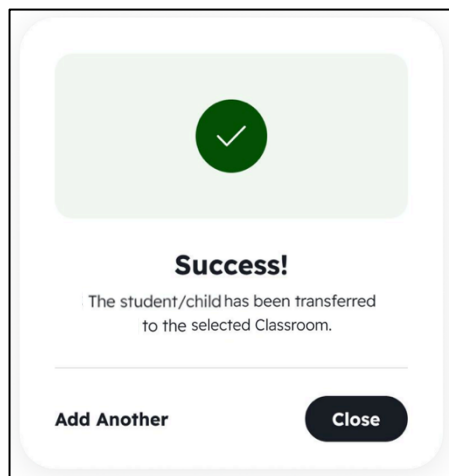 Success!
The student/child has been transferred
to the selected Classroom.
Add Another
Close